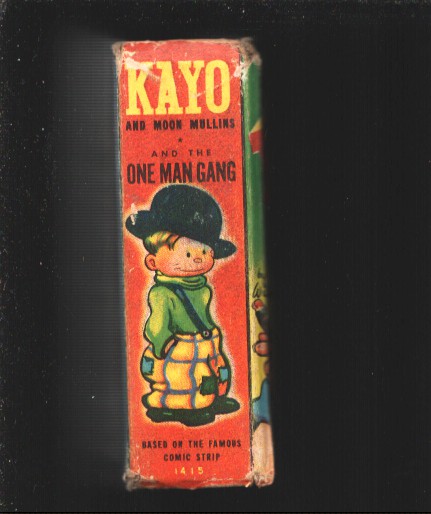 KAYO
AND MOON MULLINS
AND THE
ONE MAN GANG
BASED ON THE FAMOUS
COMIC STRIP
1415